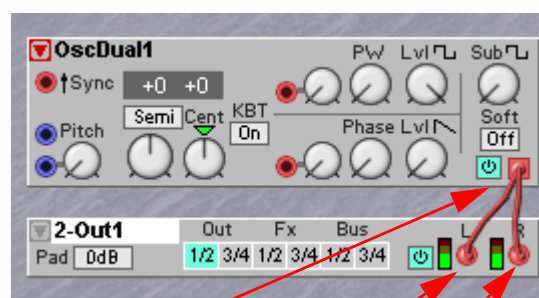 OscDual1 PW Lvl Sub
Sync +0 +0
Semi Cent KBT
On
Pitch Phase Lvl Soft
Off
2-Out1 Out Fx Bus L R
Pad 0dB 1/2 3/4 1/2 3/4 1/2 3/4